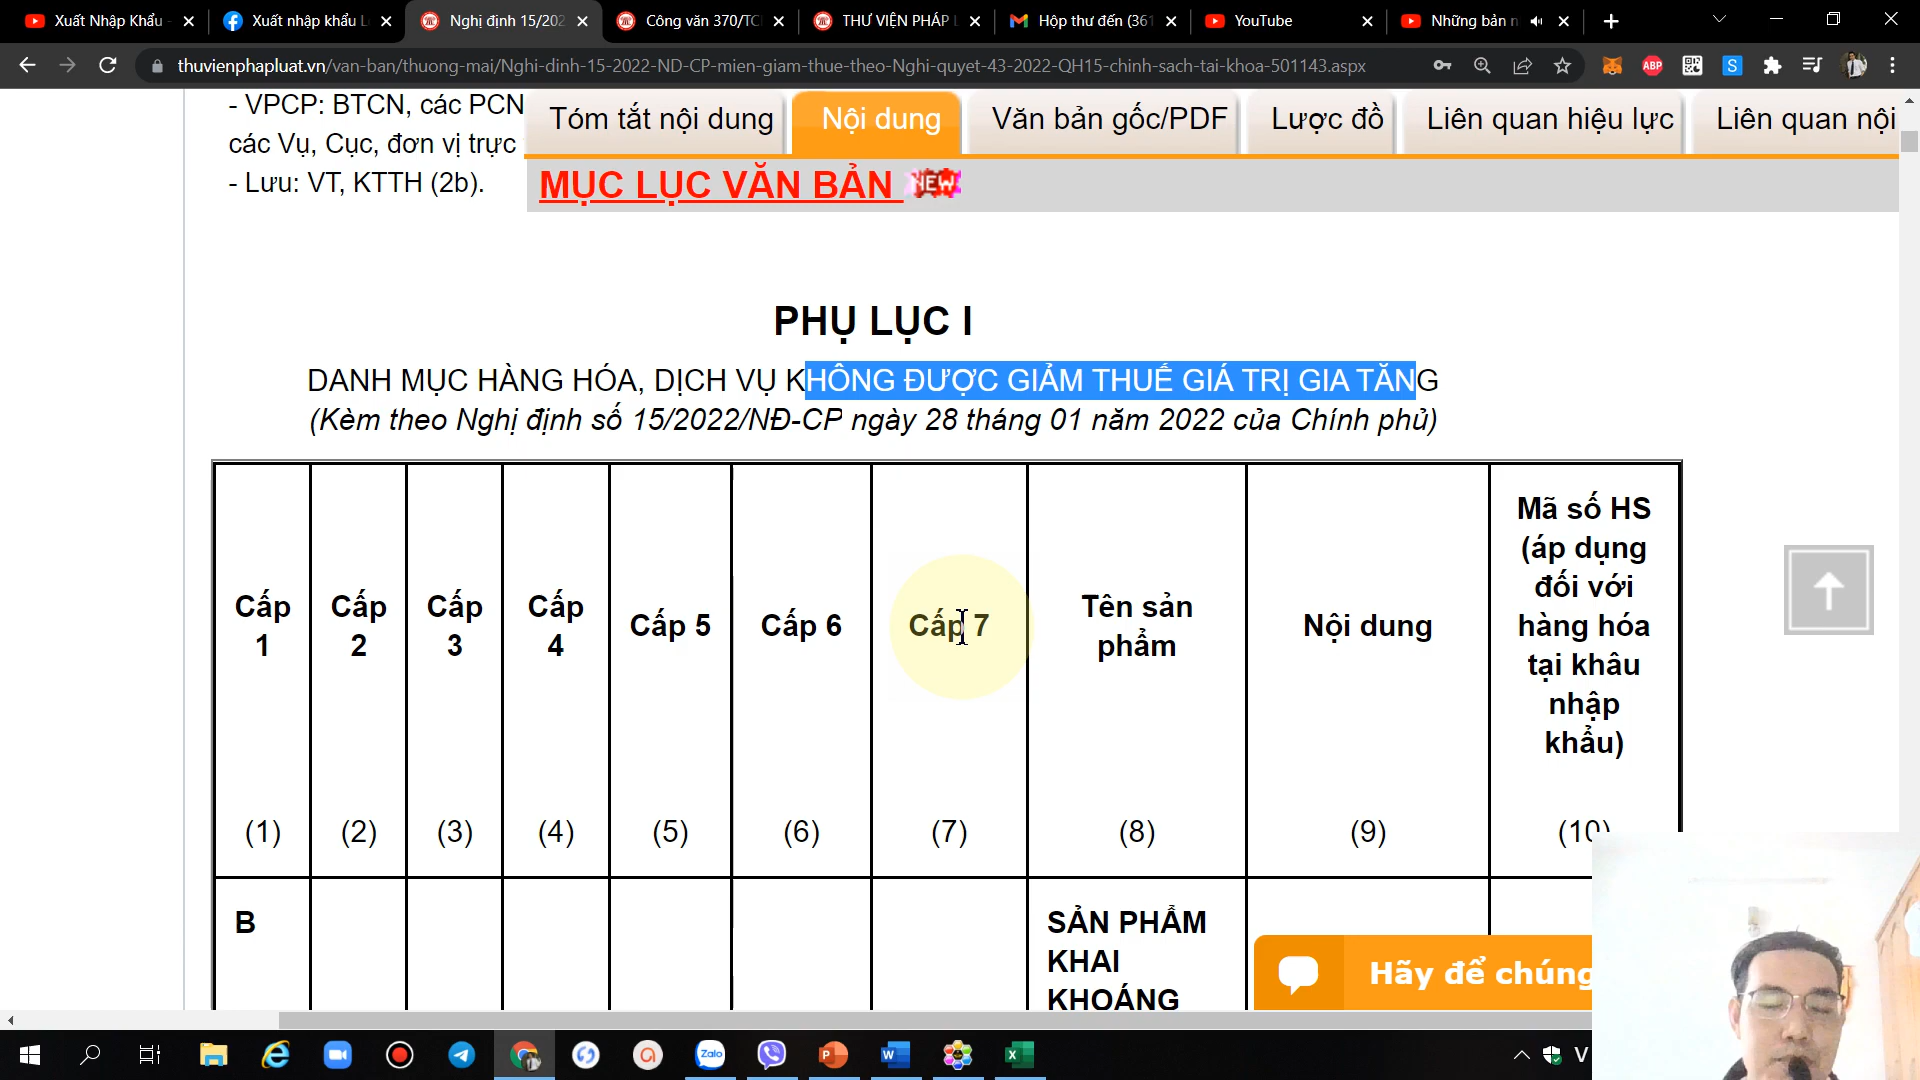 Xuất Nhập Khẩu
Xuất nhập khẩu L
Nghị định 15/202
Công văn 370/TC
THƯ VIỆN PHÁP L
Hộp thư đến (361
YouTube
Những bản n
thuvienphapluat.vn/van-ban/thuong-mai/Nghi-dinh-15-2022-ND-CP-mien-giam-thue-theo-Nghi-quyet-43-2022-QH15-chinh-sach-tai-khoa-501143.aspx
ABP
S
- VPCP: BTCN, các PCN
các Vụ, Cục, đơn vị trực
- Lưu: VT, KTTH (2b).
Tóm tắt nội dung
Nội dung
Văn bản gốc/PDF
Lược đồ
Liên quan hiệu lực
Liên quan nội
MỤC LỤC VĂN BẢN NEW
PHỤ LỤC I
DANH MỤC HÀNG HÓA, DỊCH VỤ KHÔNG ĐƯỢC GIẢM THUẾ GIÁ TRỊ GIA TĂNG
(Kèm theo Nghị định số 15/2022/NĐ-CP ngày 28 tháng 01 năm 2022 của Chính phủ)
Cấp
1
Cấp
2
Cấp
3
Cấp
4
Cấp 5
Cấp 6
Cấp 7
Tên sản
phẩm
Nội dung
Mã số HS
(áp dụng
đối với
hàng hóa
tại khâu
nhập
khẩu)
(1)
(2)
(3)
(4)
(5)
(6)
(7)
(8)
(9)
(10)
B
SẢN PHẨM
KHAI
KHOÁNG
Hãy để chúng
Zalo
V